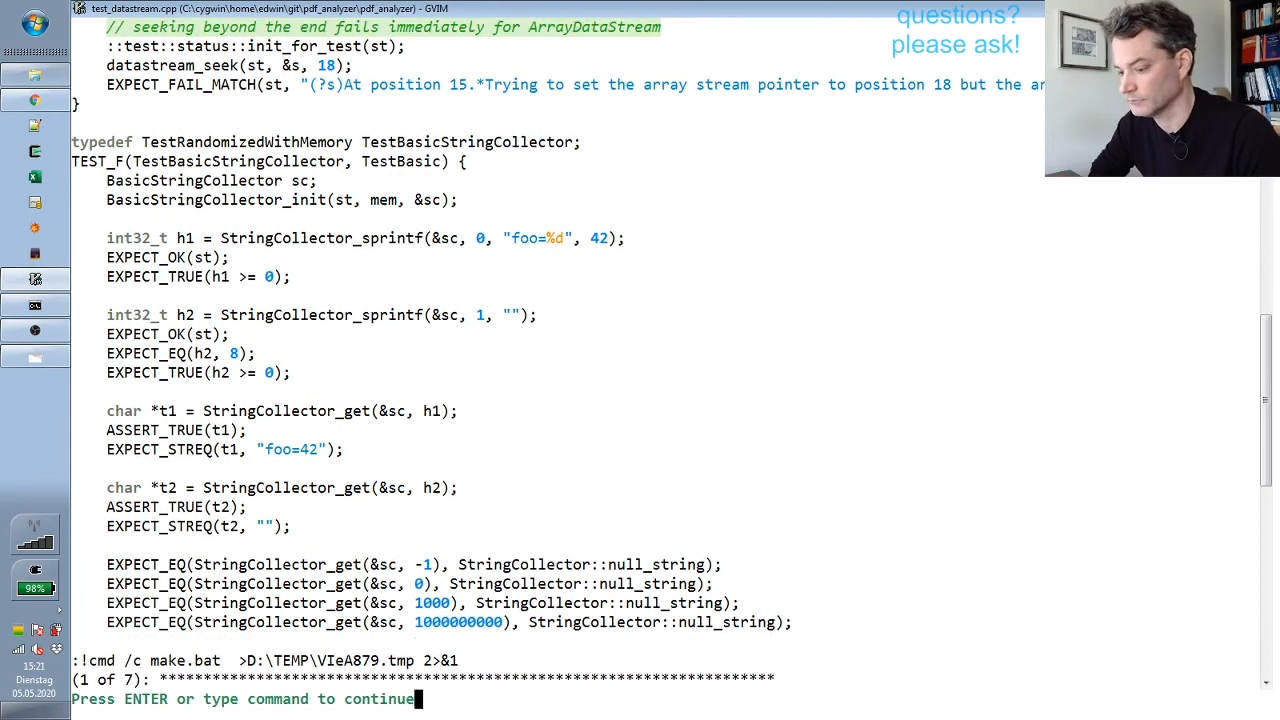 test_datastream.cpp (C:\cygwin\home\edwin\git\pdf_analyzer\pdf_analyzer) - GVIM
questions?
please ask!
// seeking beyond the end fails immediately for ArrayDataStream
::test::status::init_for_test(st);
datastream_seek(st, &s, 18);
EXPECT_FAIL_MATCH(st, "(?s)At position 15.*Trying to set the array stream pointer to position 18 but the ar
}
typedef TestRandomizedWithMemory TestBasicStringCollector;
TEST_F(TestBasicStringCollector, TestBasic) {
BasicStringCollector sc;
BasicStringCollector_init(st, mem, &sc);
int32_t h1 = StringCollector_sprintf(&sc, 0, "foo=%d", 42);
EXPECT_OK(st);
EXPECT_TRUE(h1 >= 0);
int32_t h2 = StringCollector_sprintf(&sc, 1, "");
EXPECT_OK(st);
EXPECT_EQ(h2, 8);
EXPECT_TRUE(h2 >= 0);
char *t1 = StringCollector_get(&sc, h1);
ASSERT_TRUE(t1);
EXPECT_STREQ(t1, "foo=42");
char *t2 = StringCollector_get(&sc, h2);
ASSERT_TRUE(t2);
EXPECT_STREQ(t2, "");
EXPECT_EQ(StringCollector_get(&sc, -1), StringCollector::null_string);
EXPECT_EQ(StringCollector_get(&sc, 0), StringCollector::null_string);
EXPECT_EQ(StringCollector_get(&sc, 1000), StringCollector::null_string);
EXPECT_EQ(StringCollector_get(&sc, 1000000000), StringCollector::null_string);
:!cmd /c make.bat  >D:\TEMP\VIeA879.tmp 2>&1
(1 of 7): **********************************************************************
Press ENTER or type command to continue
98%
15:21
Dienstag
05.05.2020